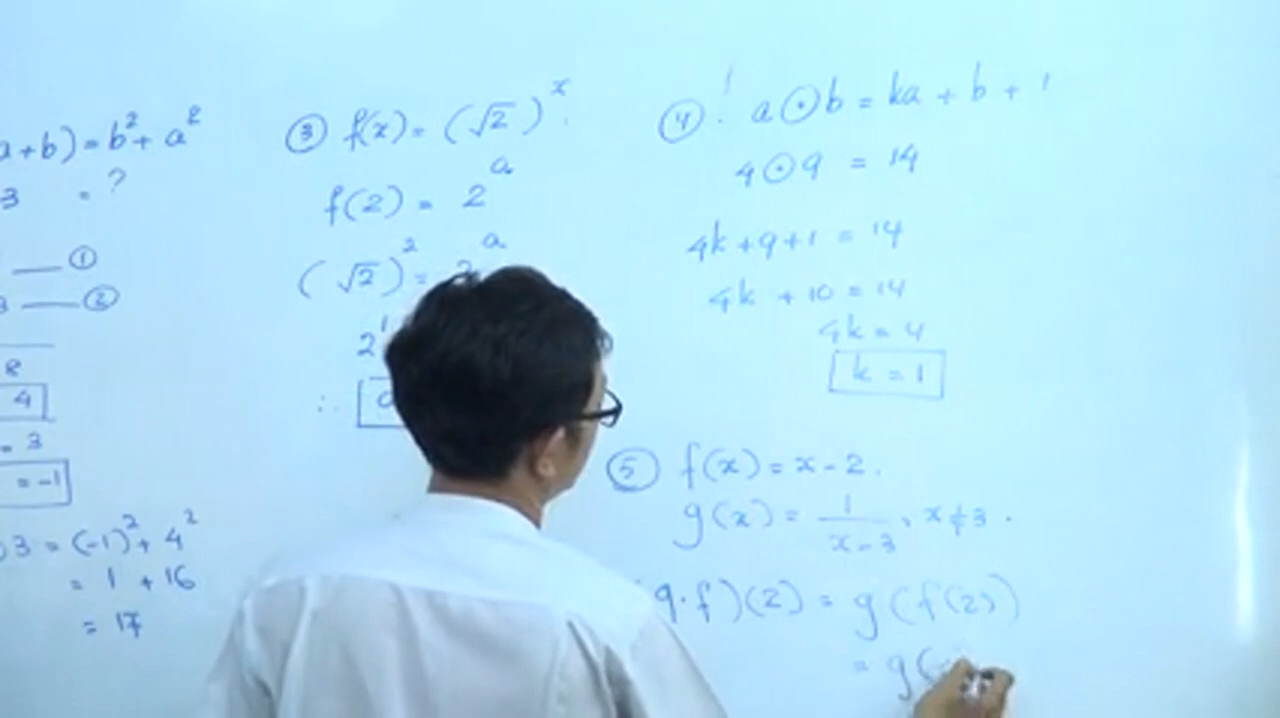 a+b) = b² + a²
3 = ?
—— ①
3 —— ②
8
4
= 3
= -1
) 3 = (-1)² + 4²
= 1 + 16
= 17
③ f(x) = (√2)^x .
f(2) = 2^a
(√2)² = 2^a
2¹
∴
④ . a ⊙ b = ka + b + 1
4 ⊙ 9 = 14
4k + 9 + 1 = 14
4k + 10 = 14
4k = 4
k = 1
⑤ f(x) = x - 2 .
g(x) = 1/(x - 3) , x ≠ 3 .
(g·f)(2) = g(f(2))
= g(